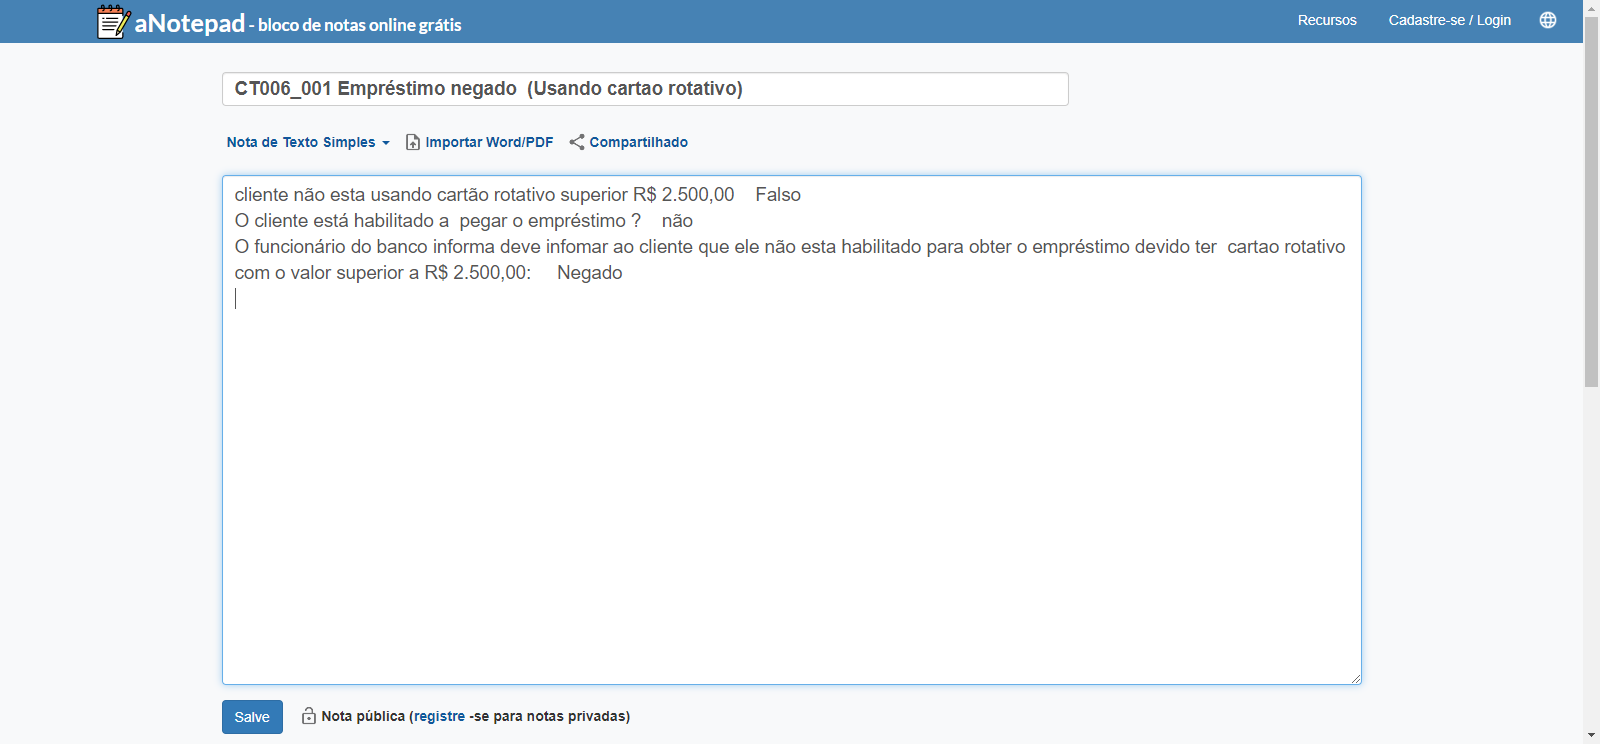 aNotepad - bloco de notas online grátis
Recursos
Cadastre-se / Login
CT006_001 Empréstimo negado  (Usando cartao rotativo)
Nota de Texto Simples
Importar Word/PDF
Compartilhado
cliente não esta usando cartão rotativo superior R$ 2.500,00    Falso
O cliente está habilitado a  pegar o empréstimo ?    não
O funcionário do banco informa deve infomar ao cliente que ele não esta habilitado para obter o empréstimo devido ter  cartao rotativo
com o valor superior a R$ 2.500,00:     Negado
Salve
Nota pública (registre -se para notas privadas)